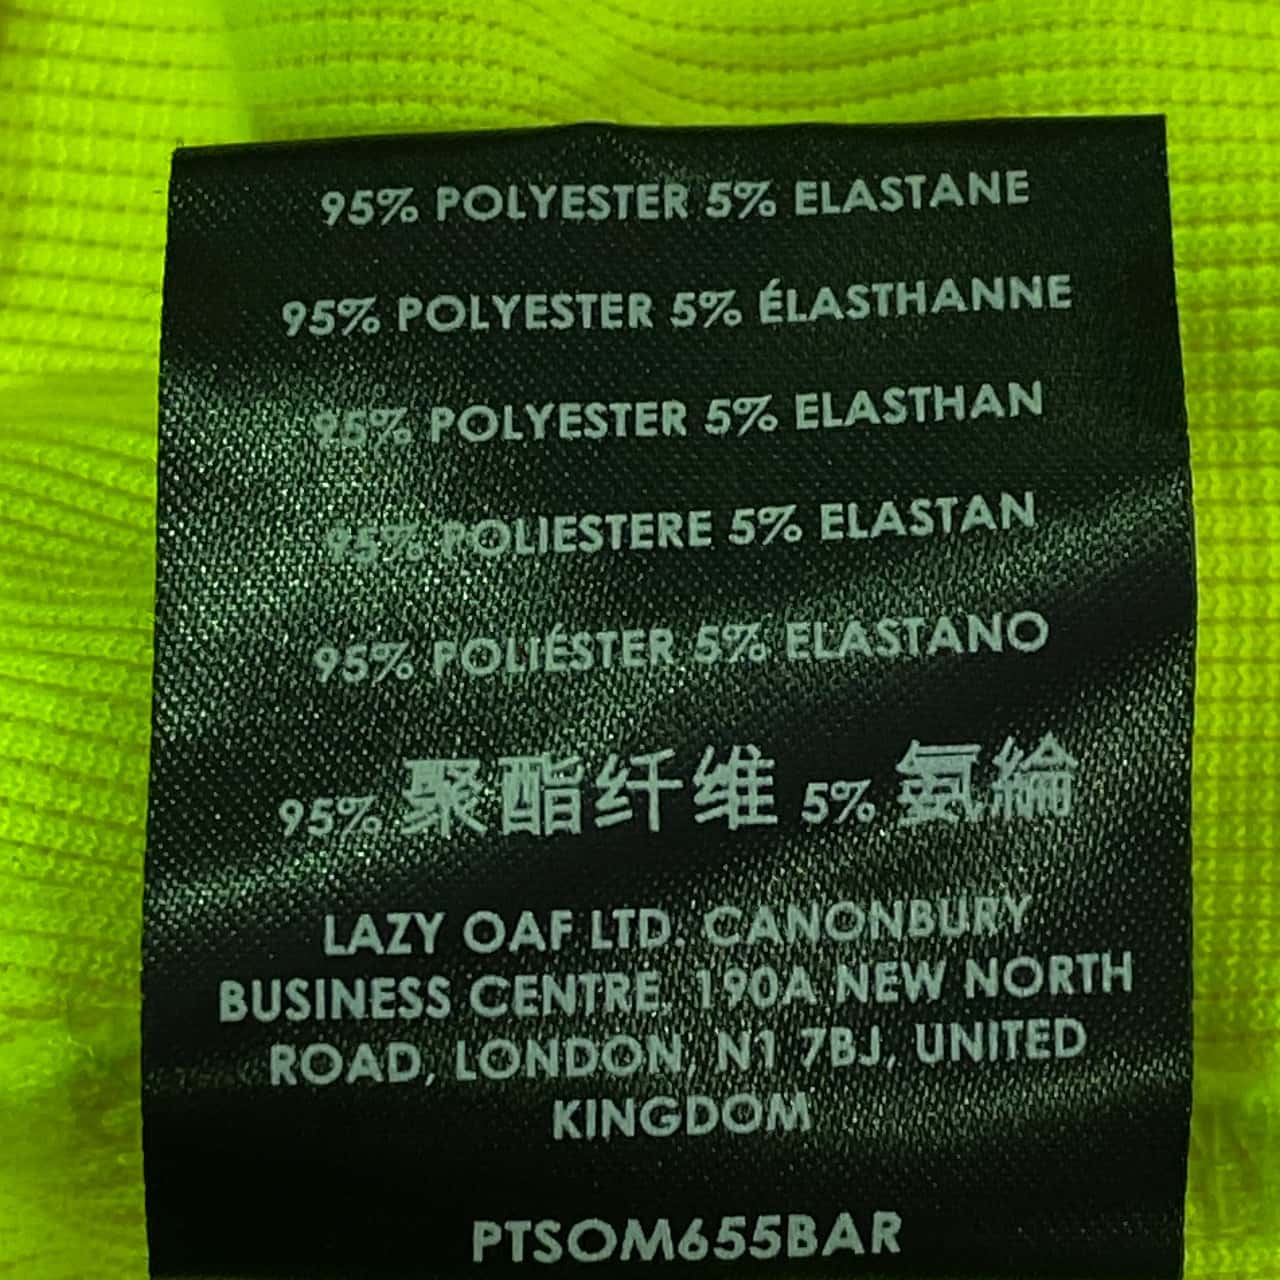 95% POLYESTER 5% ELASTANE
95% POLYESTER 5% ÉLASTHANNE
95% POLYESTER 5% ELASTHAN
95% POLIESTERE 5% ELASTAN
95% POLIÉSTER 5% ELASTANO
95% 聚酯纤维 5% 氨綸
LAZY OAF LTD. CANONBURY
BUSINESS CENTRE, 190A NEW NORTH
ROAD, LONDON, N1 7BJ, UNITED
KINGDOM
PTSOM655BAR